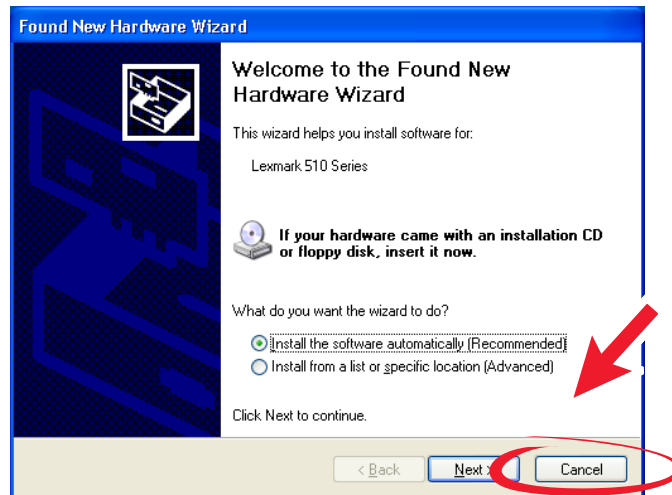 Found New Hardware Wizard
Welcome to the Found New
Hardware Wizard
This wizard helps you install software for:
Lexmark 510 Series
If your hardware came with an installation CD
or floppy disk, insert it now.
What do you want the wizard to do?
Install the software automatically (Recommended)
Install from a list or specific location (Advanced)
Click Next to continue.
< Back Next > Cancel